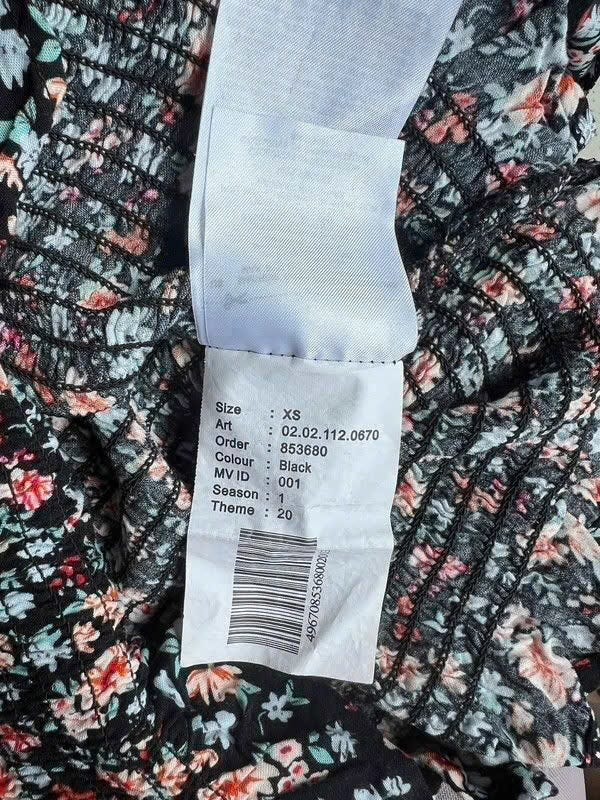 Size : XS
Art : 02.02.112.0670
Order : 853680
Colour : Black
MV ID : 001
Season : 1
Theme : 20